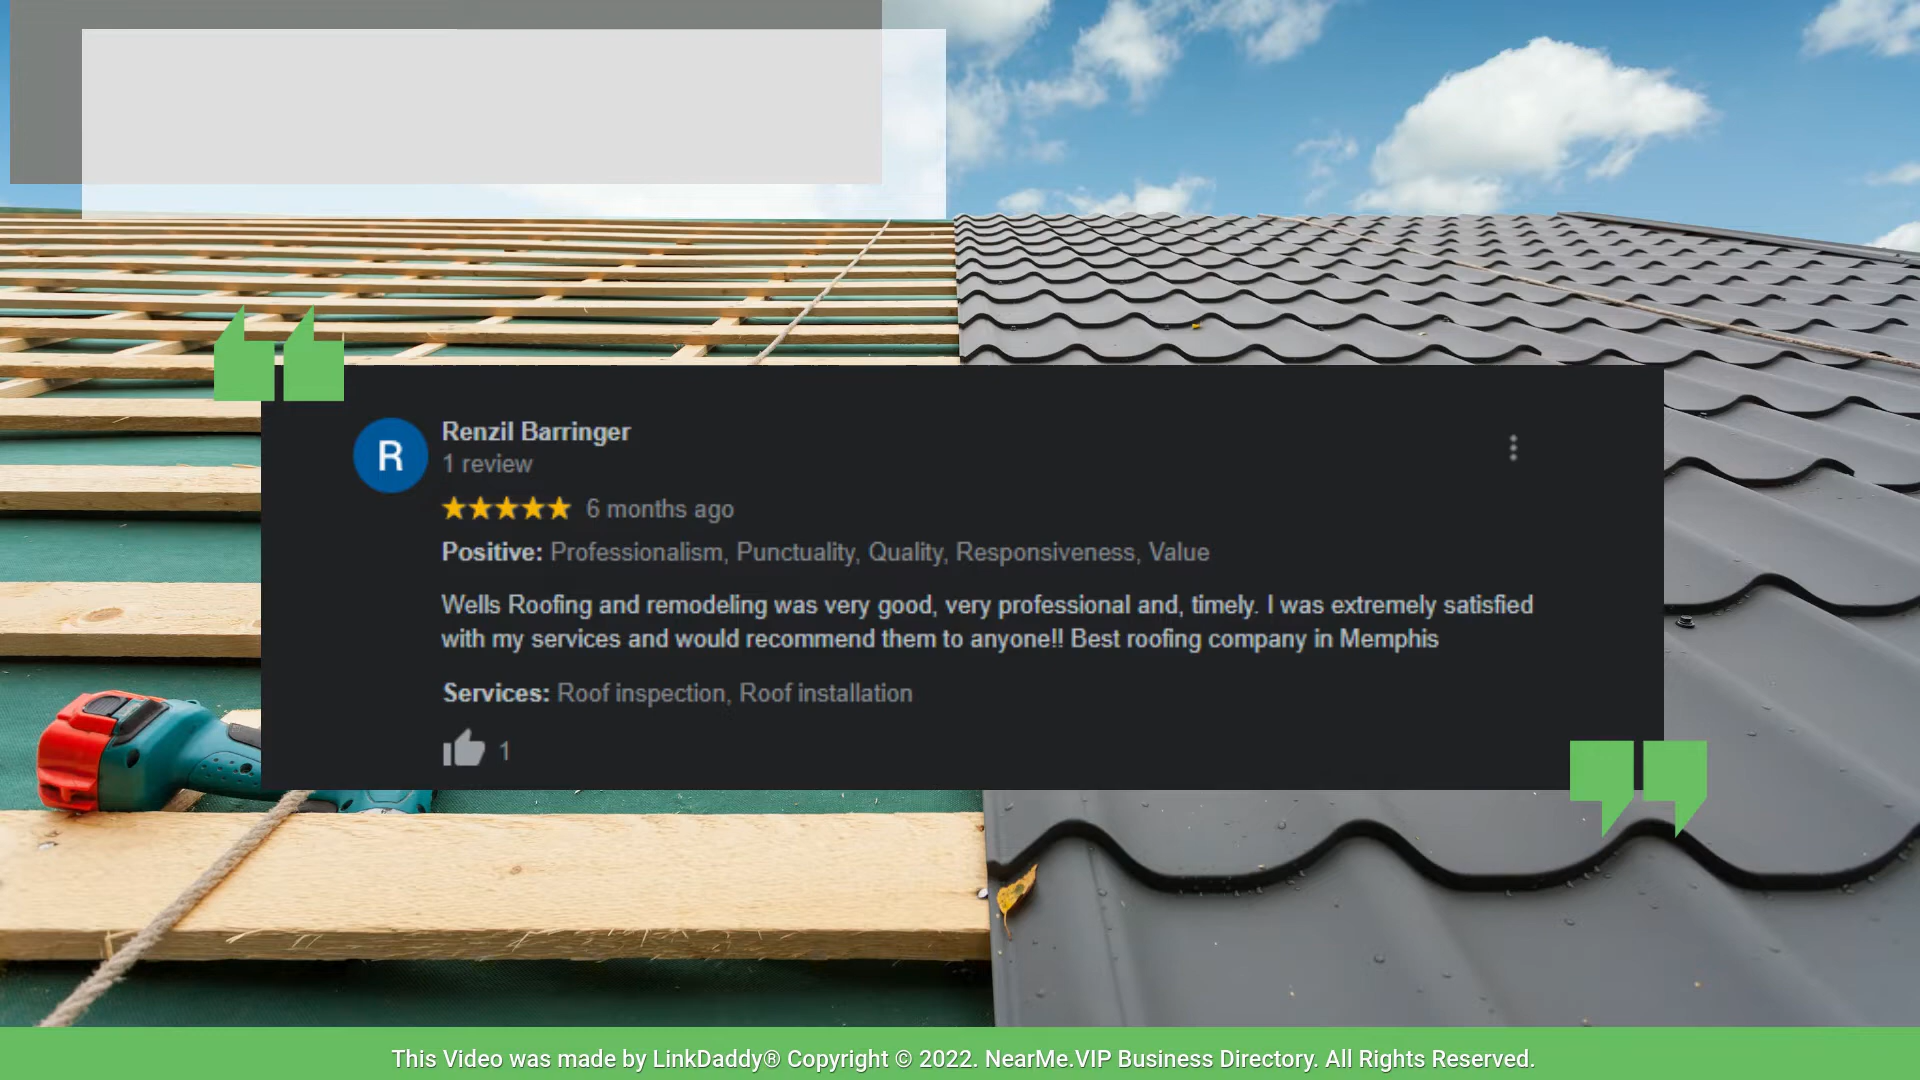 R
Renzil Barringer
1 review
6 months ago
Positive: Professionalism, Punctuality, Quality, Responsiveness, Value
Wells Roofing and remodeling was very good, very professional and, timely. I was extremely satisfied
with my services and would recommend them to anyone!! Best roofing company in Memphis
Services: Roof inspection, Roof installation
1
This Video was made by LinkDaddy® Copyright © 2022. NearMe.VIP Business Directory. All Rights Reserved.